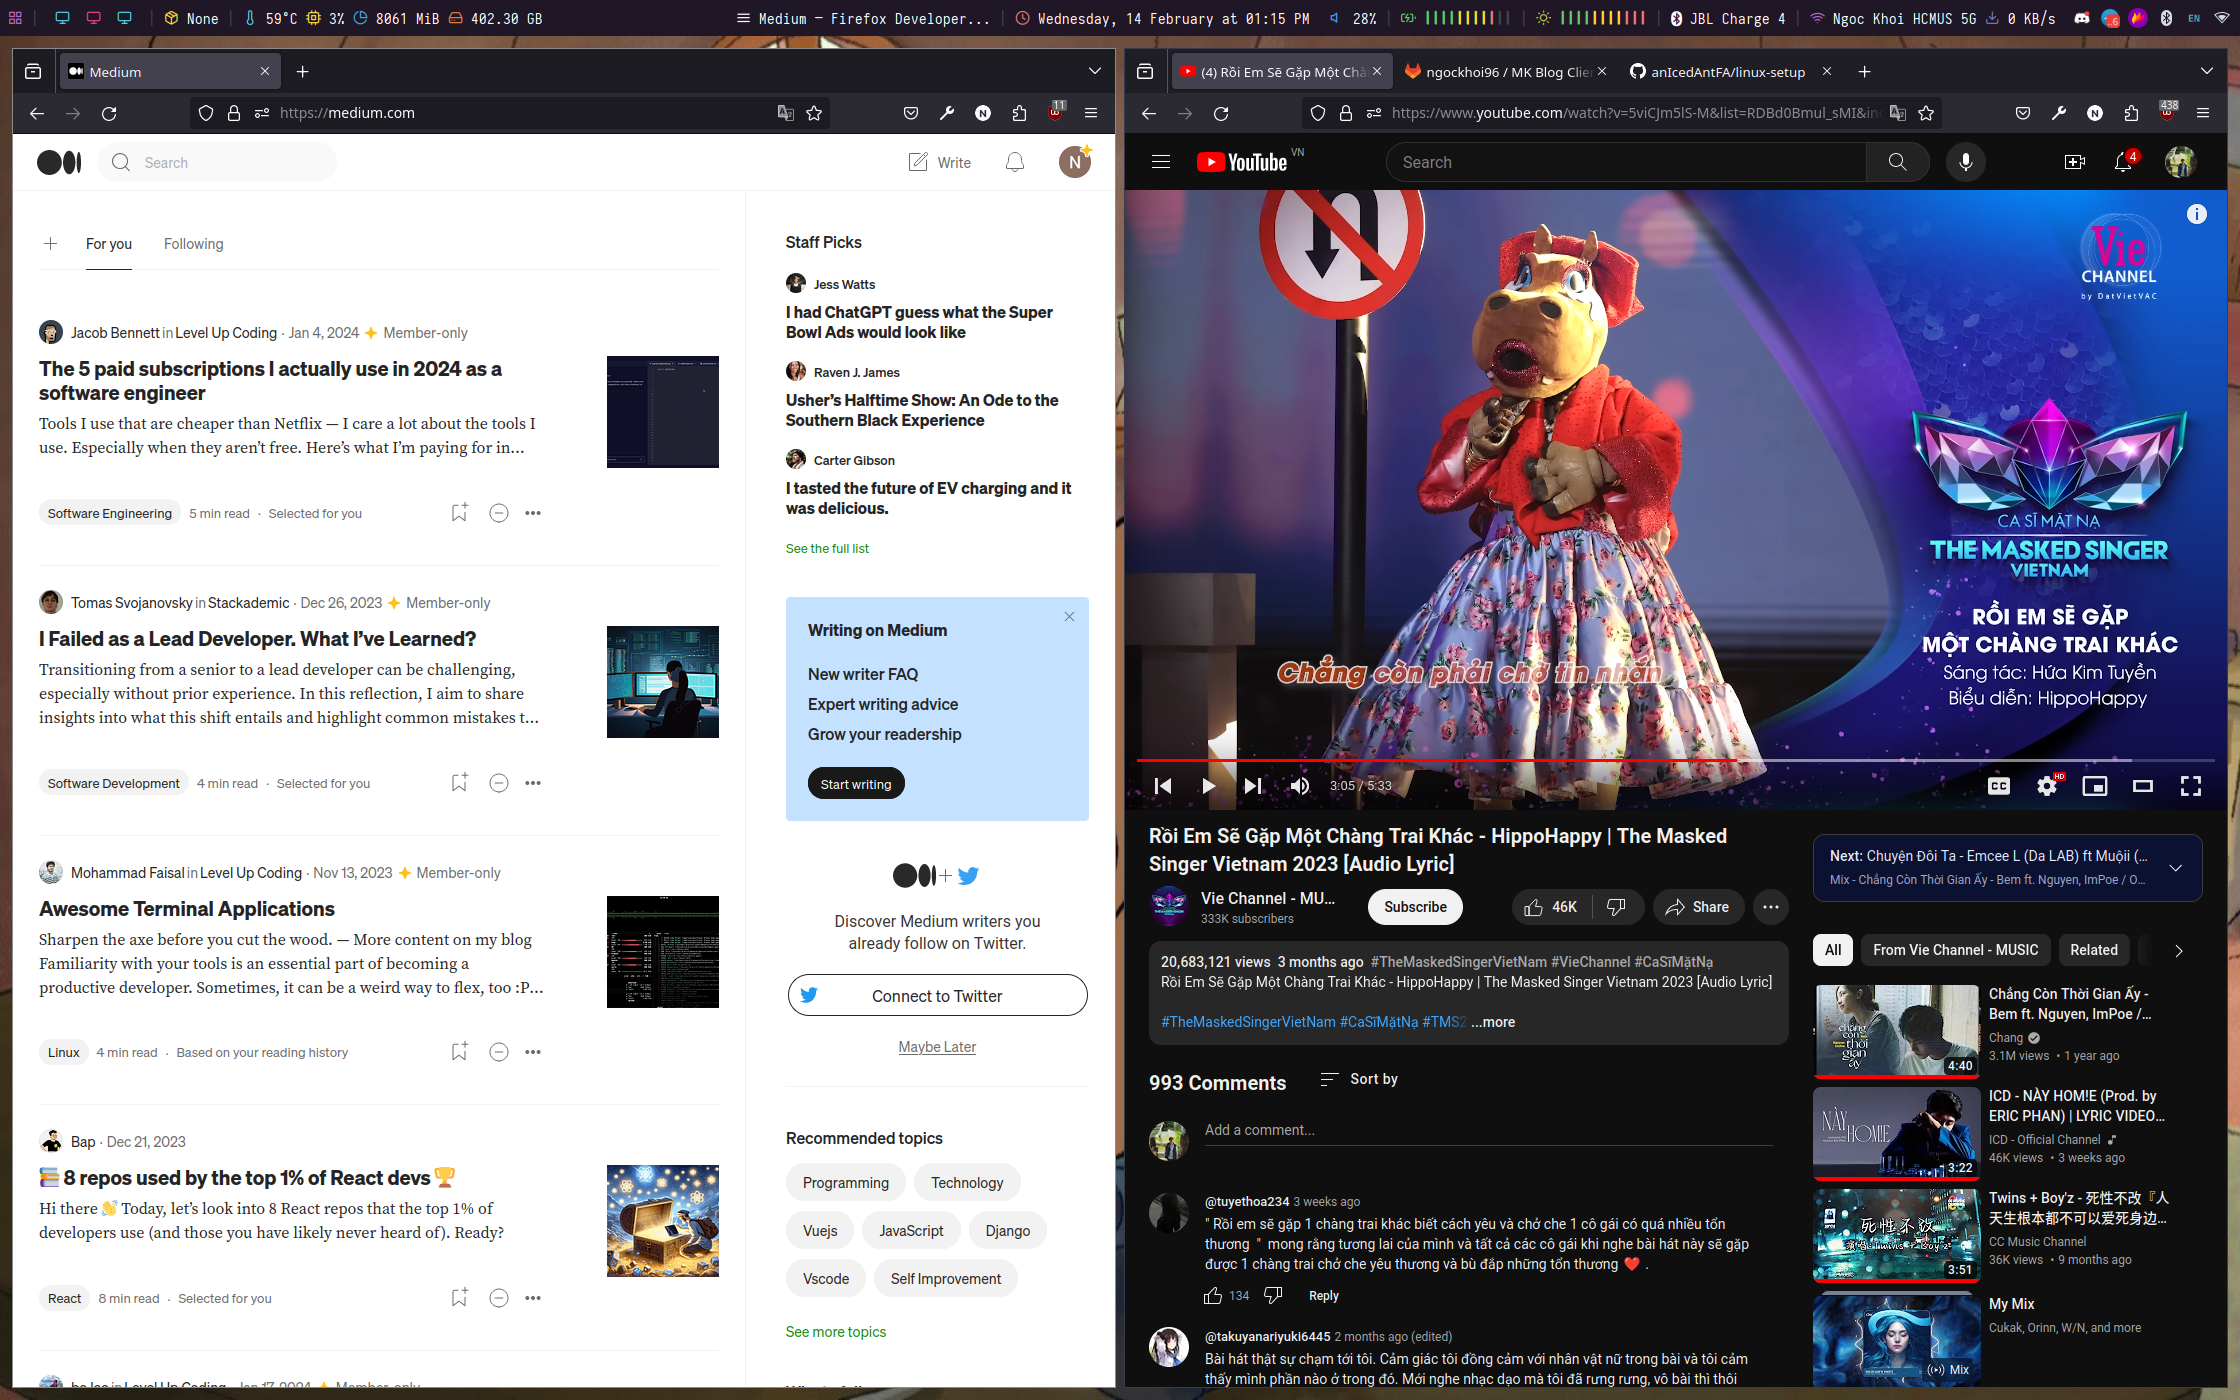 None
59°C
3%
8061 MiB
402.30 GB
Medium — Firefox Developer...
Wednesday, 14 February at 01:15 PM
28%
JBL Charge 4
Ngoc Khoi HCMUS 5G
0 KB/s
EN
Medium
https://medium.com
11
Search
Write
N
For you
Following
Jacob Bennett in Level Up Coding · Jan 4, 2024
Member-only
The 5 paid subscriptions I actually use in 2024 as a
software engineer
Tools I use that are cheaper than Netflix — I care a lot about the tools I
use. Especially when they aren’t free. Here’s what I’m paying for in…
Software Engineering
5 min read · Selected for you
Tomas Svojanovsky in Stackademic · Dec 26, 2023
Member-only
I Failed as a Lead Developer. What I’ve Learned?
Transitioning from a senior to a lead developer can be challenging,
especially without prior experience. In this reflection, I aim to share
insights into what this shift entails and highlight common mistakes t…
Software Development
4 min read · Selected for you
Mohammad Faisal in Level Up Coding · Nov 13, 2023
Member-only
Awesome Terminal Applications
Sharpen the axe before you cut the wood. — More content on my blog
Familiarity with your tools is an essential part of becoming a
productive developer. Sometimes, it can be a weird way to flex, too :P…
Linux
4 min read · Based on your reading history
Bap · Dec 21, 2023
📚 8 repos used by the top 1% of React devs 🏆
Hi there 👋 Today, let’s look into 8 React repos that the top 1% of
developers use (and those you have likely never heard of). Ready?
React
8 min read · Selected for you
Staff Picks
Jess Watts
I had ChatGPT guess what the Super
Bowl Ads would look like
Raven J. James
Usher’s Halftime Show: An Ode to the
Southern Black Experience
Carter Gibson
I tasted the future of EV charging and it
was delicious.
See the full list
Writing on Medium
New writer FAQ
Expert writing advice
Grow your readership
Start writing
Discover Medium writers you
already follow on Twitter.
Connect to Twitter
Maybe Later
Recommended topics
Programming
Technology
Vuejs
JavaScript
Django
Vscode
Self Improvement
See more topics
(4) Rồi Em Sẽ Gặp Một Chà
ngockhoi96 / MK Blog Clie
anIcedAntFA/linux-setup
https://www.youtube.com/watch?v=5viCJm5lS-M&list=RDBd0Bmul_sMI&in
438
YouTube VN
Search
4
Vie
CHANNEL
by DatVietVAC
CA SĨ MẶT NẠ
THE MASKED SINGER
VIETNAM
RỒI EM SẼ GẶP
MỘT CHÀNG TRAI KHÁC
Sáng tác: Hứa Kim Tuyền
Biểu diễn: HippoHappy
Chẳng còn phải chờ tin nhắn
3:05 / 5:33
CC
HD
Rồi Em Sẽ Gặp Một Chàng Trai Khác - HippoHappy | The Masked
Singer Vietnam 2023 [Audio Lyric]
Vie Channel - MU...
333K subscribers
Subscribe
46K
Share
20,683,121 views 3 months ago #TheMaskedSingerVietNam #VieChannel #CaSĩMặtNạ
Rồi Em Sẽ Gặp Một Chàng Trai Khác - HippoHappy | The Masked Singer Vietnam 2023 [Audio Lyric]
#TheMaskedSingerVietNam #CaSĩMặtNạ #TMS2 ...more
993 Comments
Sort by
Add a comment...
@tuyethoa234 3 weeks ago
" Rồi em sẽ gặp 1 chàng trai khác biết cách yêu và chở che 1 cô gái có quá nhiều tổn
thương " mong rằng tương lai của mình và tất cả các cô gái khi nghe bài hát này sẽ gặp
được 1 chàng trai chở che yêu thương và bù đắp những tổn thương ❤️ .
134
Reply
@takuyanariyuki6445 2 months ago (edited)
Bài hát thật sự chạm tới tôi. Cảm giác tôi đồng cảm với nhân vật nữ trong bài và tôi cảm
thấy mình phần nào ở trong đó. Mới nghe nhạc dạo mà tôi đã rưng rưng, vô bài thì thôi
Next: Chuyện Đôi Ta - Emcee L (Da LAB) ft Muộii (...
Mix - Chẳng Còn Thời Gian Ấy - Bem ft. Nguyen, ImPoe / O...
All
From Vie Channel - MUSIC
Related
chẳng còn
thời gian
ấy
4:40
Chẳng Còn Thời Gian Ấy -
Bem ft. Nguyen, ImPoe /...
Chang
3.1M views • 1 year ago
NÀY HOM!E
3:22
ICD - NÀY HOM!E (Prod. by
ERIC PHAN) | LYRIC VIDEO...
ICD - Official Channel
46K views • 3 weeks ago
死性不改
3:51
Twins + Boy'z - 死性不改『人
天生根本都不可以爱死身边...
CC Music Channel
36K views • 9 months ago
Mix
My Mix
Cukak, Orinn, W/N, and more